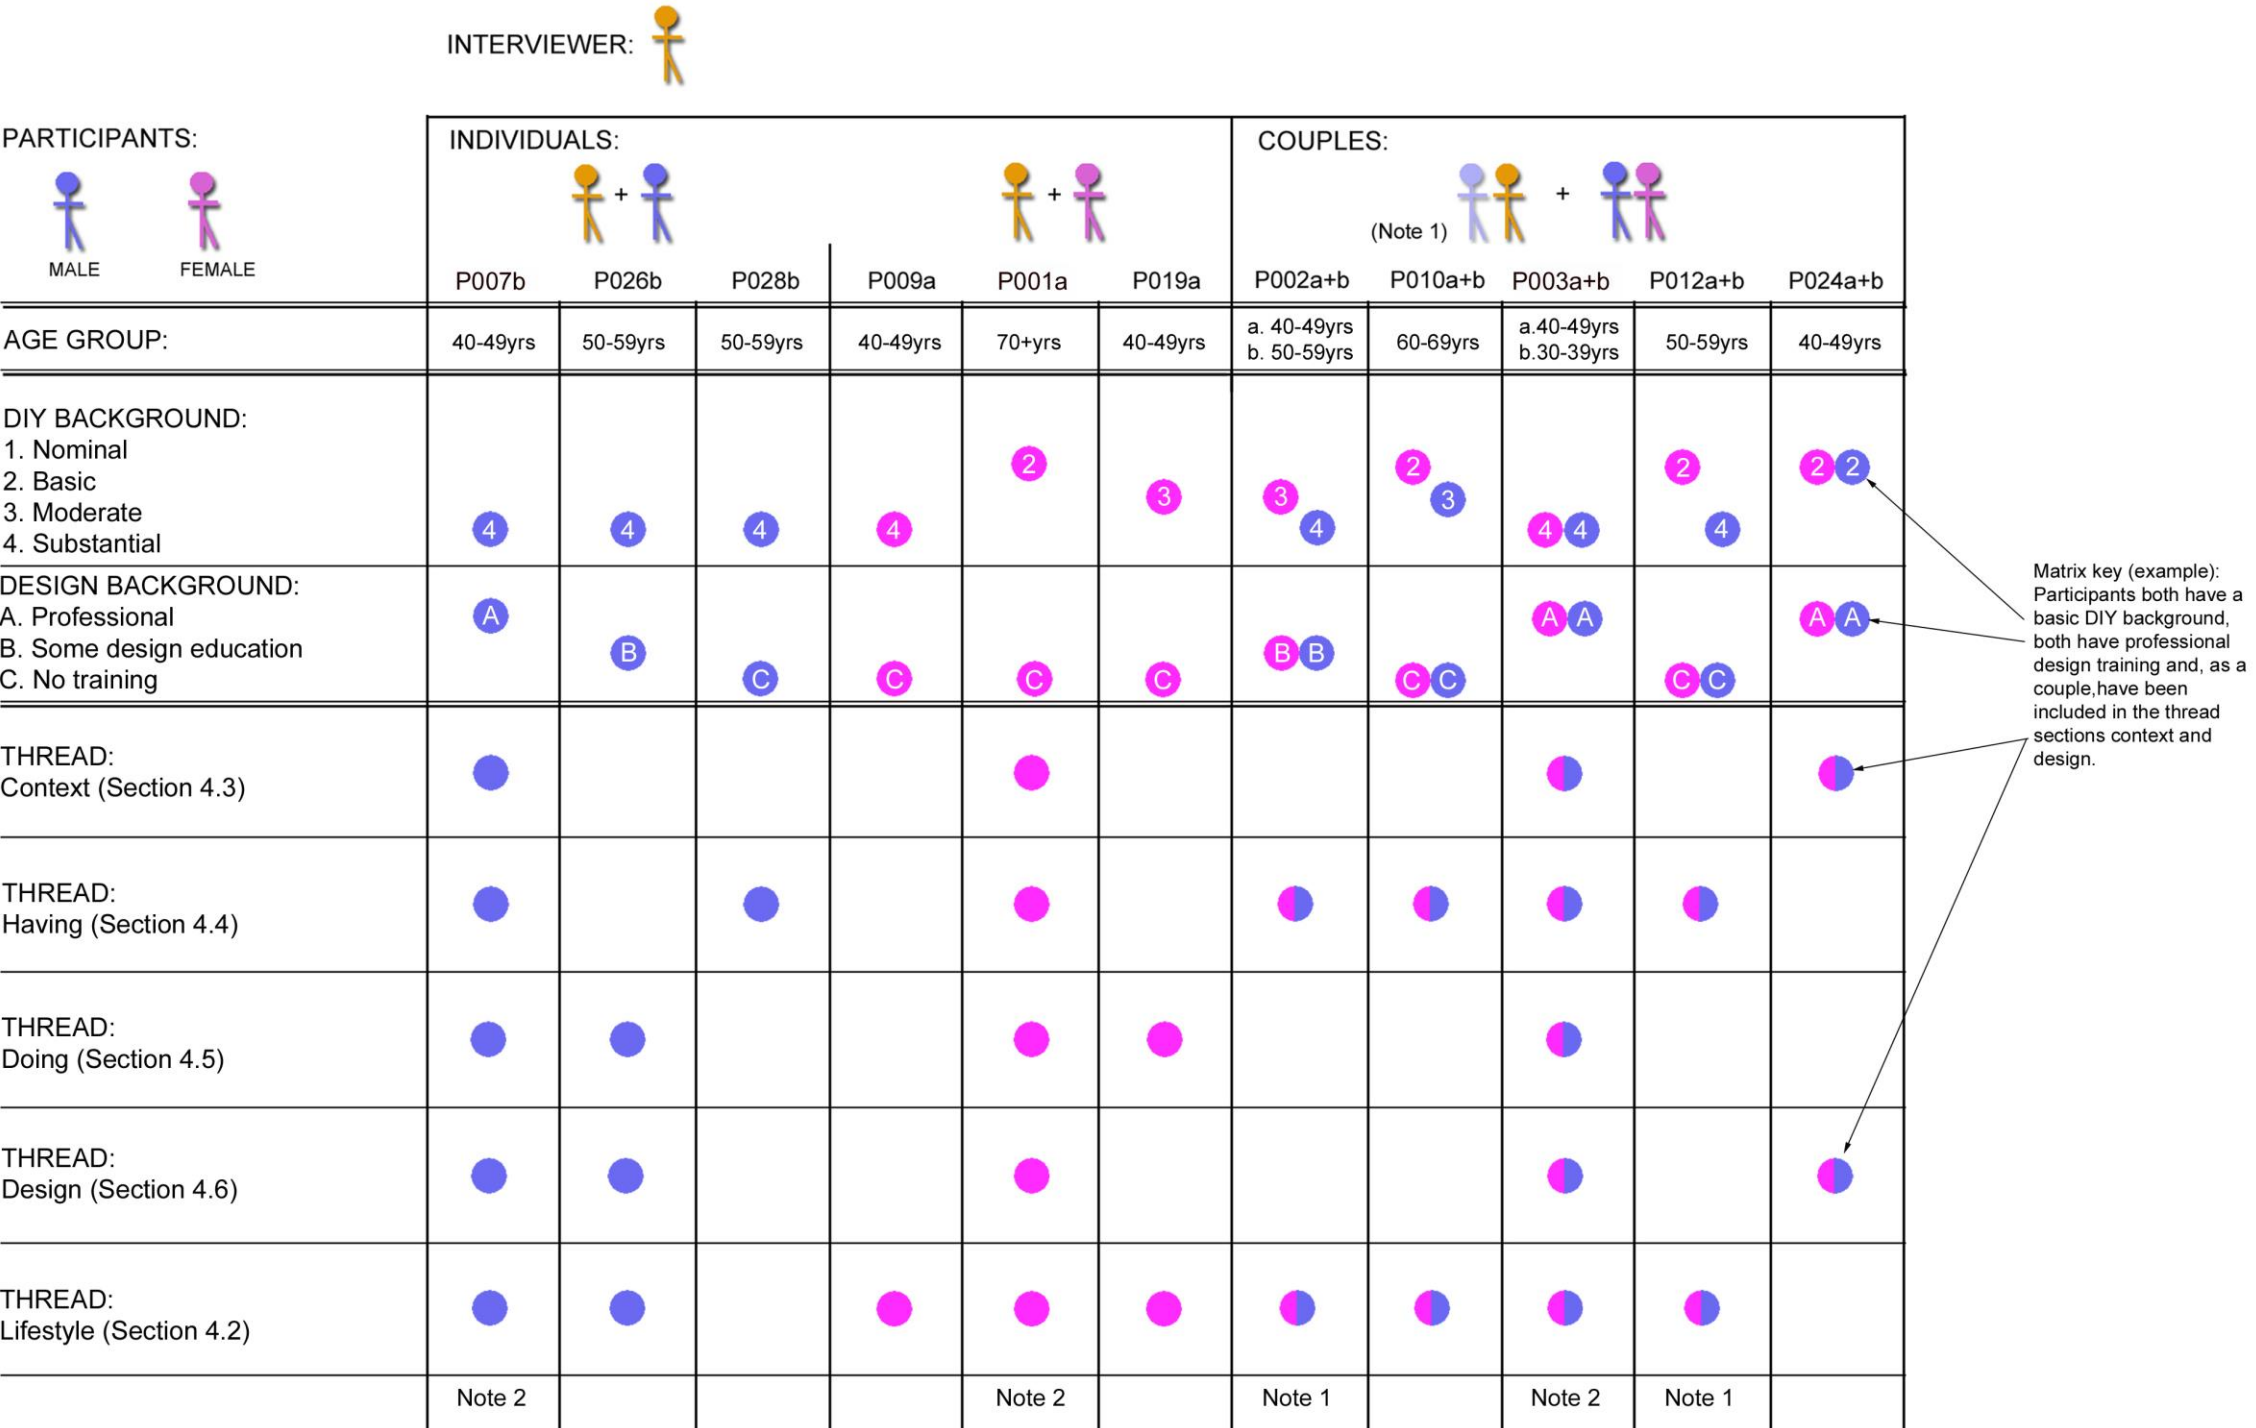 INTERVIEWER:
PARTICIPANTS:
MALE
FEMALE
INDIVIDUALS:
+
+
COUPLES:
(Note 1)
+
P007b P026b P028b P009a P001a P019a P002a+b P010a+b P003a+b P012a+b P024a+b
AGE GROUP:
40-49yrs 50-59yrs 50-59yrs 40-49yrs 70+yrs 40-49yrs
a. 40-49yrs
b. 50-59yrs
60-69yrs
a.40-49yrs
b.30-39yrs
50-59yrs 40-49yrs
DIY BACKGROUND:
1. Nominal
2. Basic
3. Moderate
4. Substantial
4 4 4 4 2 3 3 4 2 3 4 4 2 4 2 2
DESIGN BACKGROUND:
A. Professional
B. Some design education
C. No training
A B C C C C B B C C A A C C A A
Matrix key (example):
Participants both have a
basic DIY background,
both have professional
design training and, as a
couple,have been
included in the thread
sections context and
design.
THREAD:
Context (Section 4.3)
THREAD:
Having (Section 4.4)
THREAD:
Doing (Section 4.5)
THREAD:
Design (Section 4.6)
THREAD:
Lifestyle (Section 4.2)
Note 2 Note 2 Note 1 Note 2 Note 1